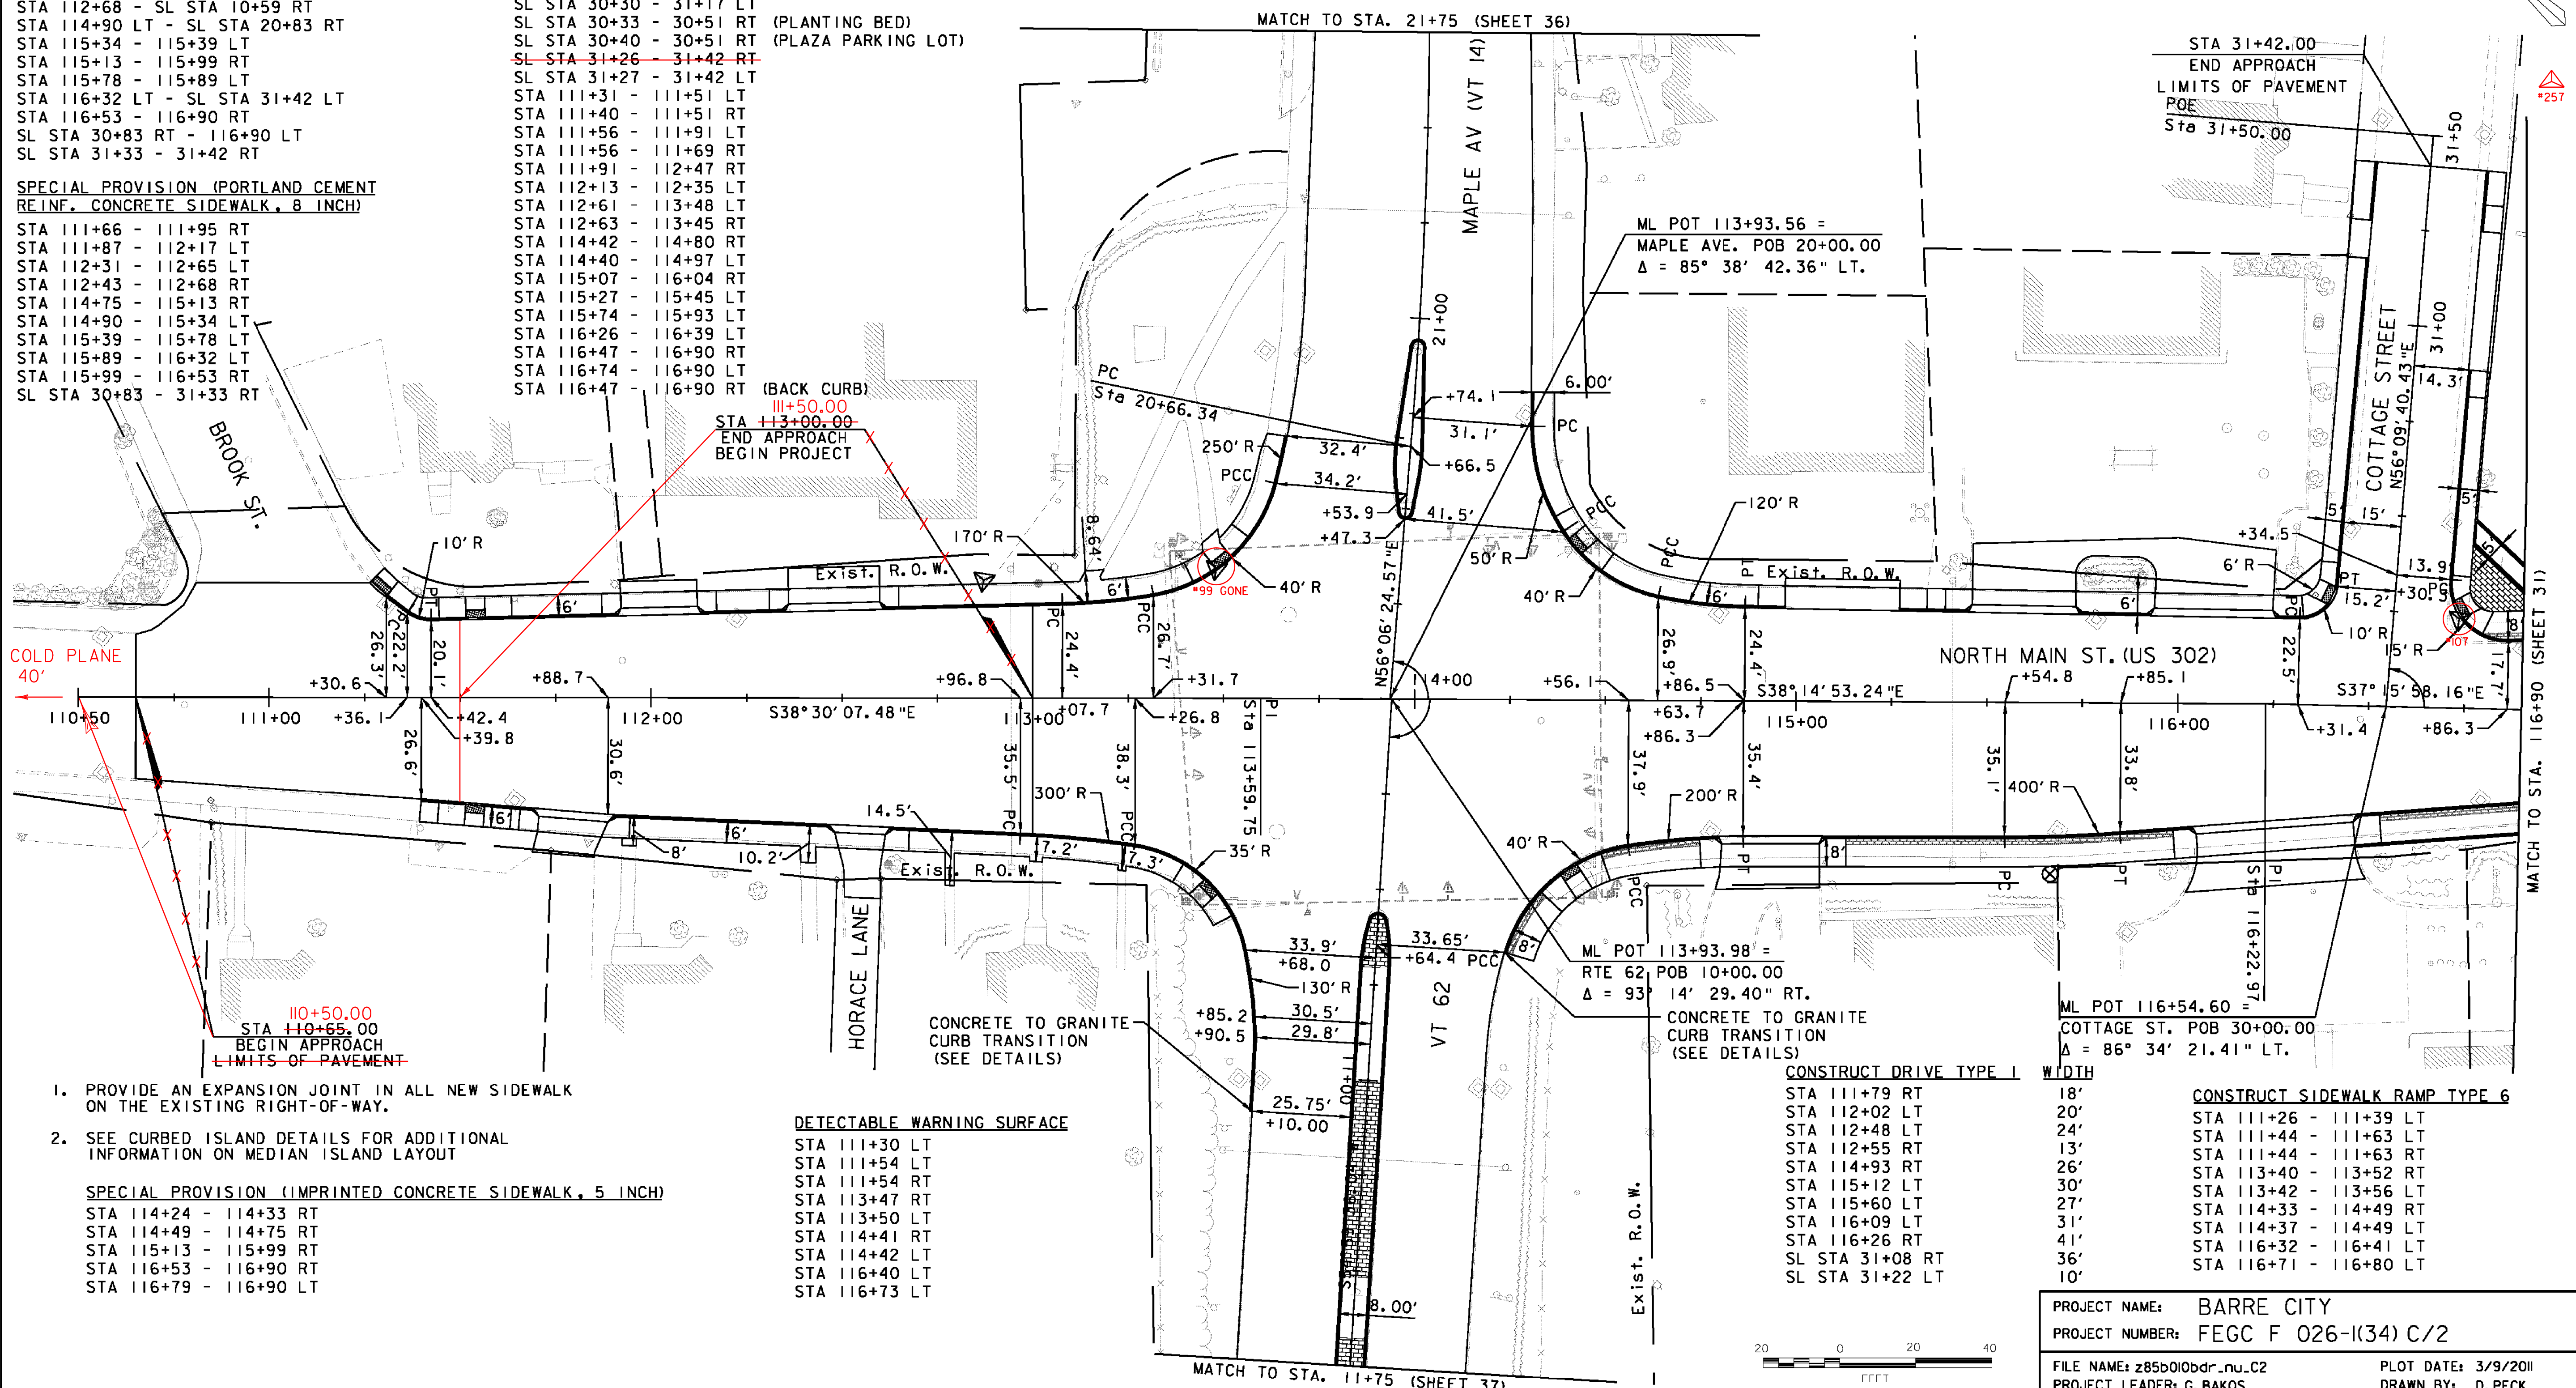 STA 112+68 - SL STA 10+59 RT
STA 114+90 LT - SL STA 20+83 RT
STA 115+34 - 115+39 LT
STA 115+13 - 115+99 RT
STA 115+78 - 115+89 LT
STA 116+32 LT - SL STA 31+42 LT
STA 116+53 - 116+90 RT
SL STA 30+83 RT - 116+90 LT
SL STA 31+33 - 31+42 RT
SPECIAL PROVISION (PORTLAND CEMENT
REINF. CONCRETE SIDEWALK, 8 INCH)
STA 111+66 - 111+95 RT
STA 111+87 - 112+17 LT
STA 112+31 - 112+65 LT
STA 112+43 - 112+68 RT
STA 114+75 - 115+13 RT
STA 114+90 - 115+34 LT
STA 115+39 - 115+78 LT
STA 115+89 - 116+32 LT
STA 115+99 - 116+53 RT
SL STA 30+83 - 31+33 RT
SL STA 30+30 - 31+17 LT
SL STA 30+33 - 30+51 RT (PLANTING BED)
SL STA 30+40 - 30+51 RT (PLAZA PARKING LOT)
SL STA 31+26 - 31+42 RT
SL STA 31+27 - 31+42 LT
STA 111+31 - 111+51 LT
STA 111+40 - 111+51 RT
STA 111+56 - 111+91 LT
STA 111+56 - 111+69 RT
STA 111+91 - 112+47 RT
STA 112+13 - 112+35 LT
STA 112+61 - 113+48 LT
STA 112+63 - 113+45 RT
STA 114+42 - 114+80 RT
STA 114+40 - 114+97 LT
STA 115+07 - 116+04 RT
STA 115+27 - 115+45 LT
STA 115+74 - 115+93 LT
STA 116+26 - 116+39 LT
STA 116+47 - 116+90 RT
STA 116+74 - 116+90 LT
STA 116+47 - 116+90 RT (BACK CURB)
MATCH TO STA. 21+75 (SHEET 36)
MAPLE AV (VT 14)
STA 31+42.00
END APPROACH
LIMITS OF PAVEMENT
POE
Sta 31+50.00
31+50
#257
ML POT 113+93.56 =
MAPLE AVE. POB 20+00.00
Δ = 85° 38' 42.36" LT.
21+00
31+00
COTTAGE STREET
N56°09'40.43"E
14.3'
PC
Sta 20+66.34
+74.1
6.00'
31.1'
PC
250' R
32.4'
+66.5
PCC
34.2'
+53.9
41.5'
+47.3
PCC
120' R
50' R
5'
15'
5'
+34.5
5'
BROOK ST.
111+50.00
STA 113+00.00
END APPROACH
BEGIN PROJECT
10' R
170' R
8.64'
Exist. R.O.W.
#99 GONE
40' R
40' R
PCC
PT
Exist. R.O.W.
6' R
13.9'
PT
+30.5
PC
15.2'
PT
PC
6'
6'
PC
PCC
6'
6'
PC
10' R
#107
15' R
8'
COLD PLANE
40'
26.3'
22.2'
20.1'
24.4'
26.7'
N56°06'24.57"E
26.9'
24.4'
NORTH MAIN ST. (US 302)
22.5'
17.7'
+30.6
+88.7
+96.8
+31.7
114+00
+56.1
+86.5
S38°14'53.24"E
+54.8
+85.1
S37°15'58.16"E
110+50
111+00
+36.1
+42.4
112+00
S38°30'07.48"E
113+00
+07.7
+26.8
+63.7
115+00
116+00
+31.4
+86.3
+39.8
+86.3
26.6'
30.6'
35.5'
38.3'
PI
Sta 113+59.75
37.9'
35.4'
35.1'
33.8'
14.5'
300' R
200' R
400' R
6'
8'
6'
10.2'
PC
7.2'
PCC
7.3'
35' R
40' R
PCC
PT
8'
PC
PT
PI
Sta 116+22.97
Exist. R.O.W.
HORACE LANE
MATCH TO STA. 116+90 (SHEET 31)
110+50.00
STA 110+65.00
BEGIN APPROACH
LIMITS OF PAVEMENT
33.9'
+68.0
33.65'
+64.4
PCC
8'
130' R
+85.2
30.5'
+90.5
29.8'
VT 62
11+00
25.75'
+10.00
8.00'
CONCRETE TO GRANITE
CURB TRANSITION
(SEE DETAILS)
ML POT 113+93.98 =
RTE 62 POB 10+00.00
Δ = 93° 14' 29.40" RT.
CONCRETE TO GRANITE
CURB TRANSITION
(SEE DETAILS)
ML POT 116+54.60 =
COTTAGE ST. POB 30+00.00
Δ = 86° 34' 21.41" LT.
1. PROVIDE AN EXPANSION JOINT IN ALL NEW SIDEWALK
ON THE EXISTING RIGHT-OF-WAY.
2. SEE CURBED ISLAND DETAILS FOR ADDITIONAL
INFORMATION ON MEDIAN ISLAND LAYOUT
SPECIAL PROVISION (IMPRINTED CONCRETE SIDEWALK, 5 INCH)
STA 114+24 - 114+33 RT
STA 114+49 - 114+75 RT
STA 115+13 - 115+99 RT
STA 116+53 - 116+90 RT
STA 116+79 - 116+90 LT
DETECTABLE WARNING SURFACE
STA 111+30 LT
STA 111+54 LT
STA 111+54 RT
STA 113+47 RT
STA 113+50 LT
STA 114+41 RT
STA 114+42 LT
STA 116+40 LT
STA 116+73 LT
MATCH TO STA. 11+75 (SHEET 37)
Exist. R.O.W.
CONSTRUCT DRIVE TYPE 1 WIDTH
STA 111+79 RT 18'
STA 112+02 LT 20'
STA 112+48 LT 24'
STA 112+55 RT 13'
STA 114+93 RT 26'
STA 115+12 LT 30'
STA 115+60 LT 27'
STA 116+09 LT 31'
STA 116+26 RT 41'
SL STA 31+08 RT 36'
SL STA 31+22 LT 10'
CONSTRUCT SIDEWALK RAMP TYPE 6
STA 111+26 - 111+39 LT
STA 111+44 - 111+63 LT
STA 111+44 - 111+63 RT
STA 113+40 - 113+52 RT
STA 113+42 - 113+56 LT
STA 114+33 - 114+49 RT
STA 114+37 - 114+49 LT
STA 116+32 - 116+41 LT
STA 116+71 - 116+80 LT
20 0 20 40
FEET
PROJECT NAME: BARRE CITY
PROJECT NUMBER: FEGC F 026-1(34) C/2
FILE NAME: z85b010bdr_nu_C2 PLOT DATE: 3/9/2011
PROJECT LEADER: G. BAKOS DRAWN BY: D. PECK